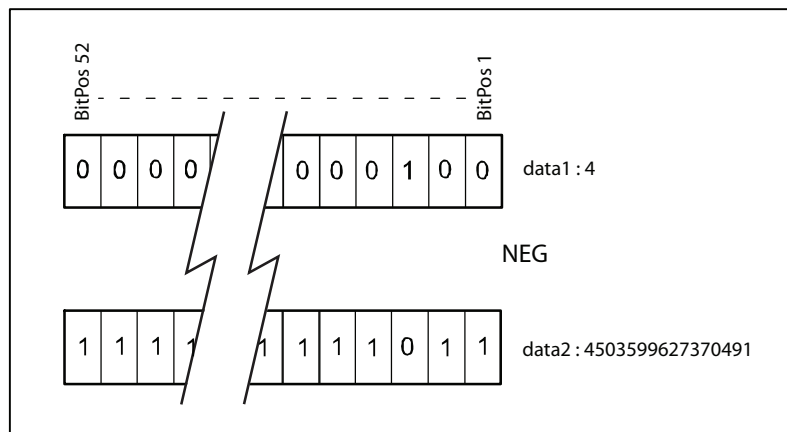 BitPos 52
BitPos 1
0 0 0 0 0 0 0 1 0 0
data1 : 4
NEG
1 1 1 1 1 1 1 1 0 1 1
data2 : 4503599627370491